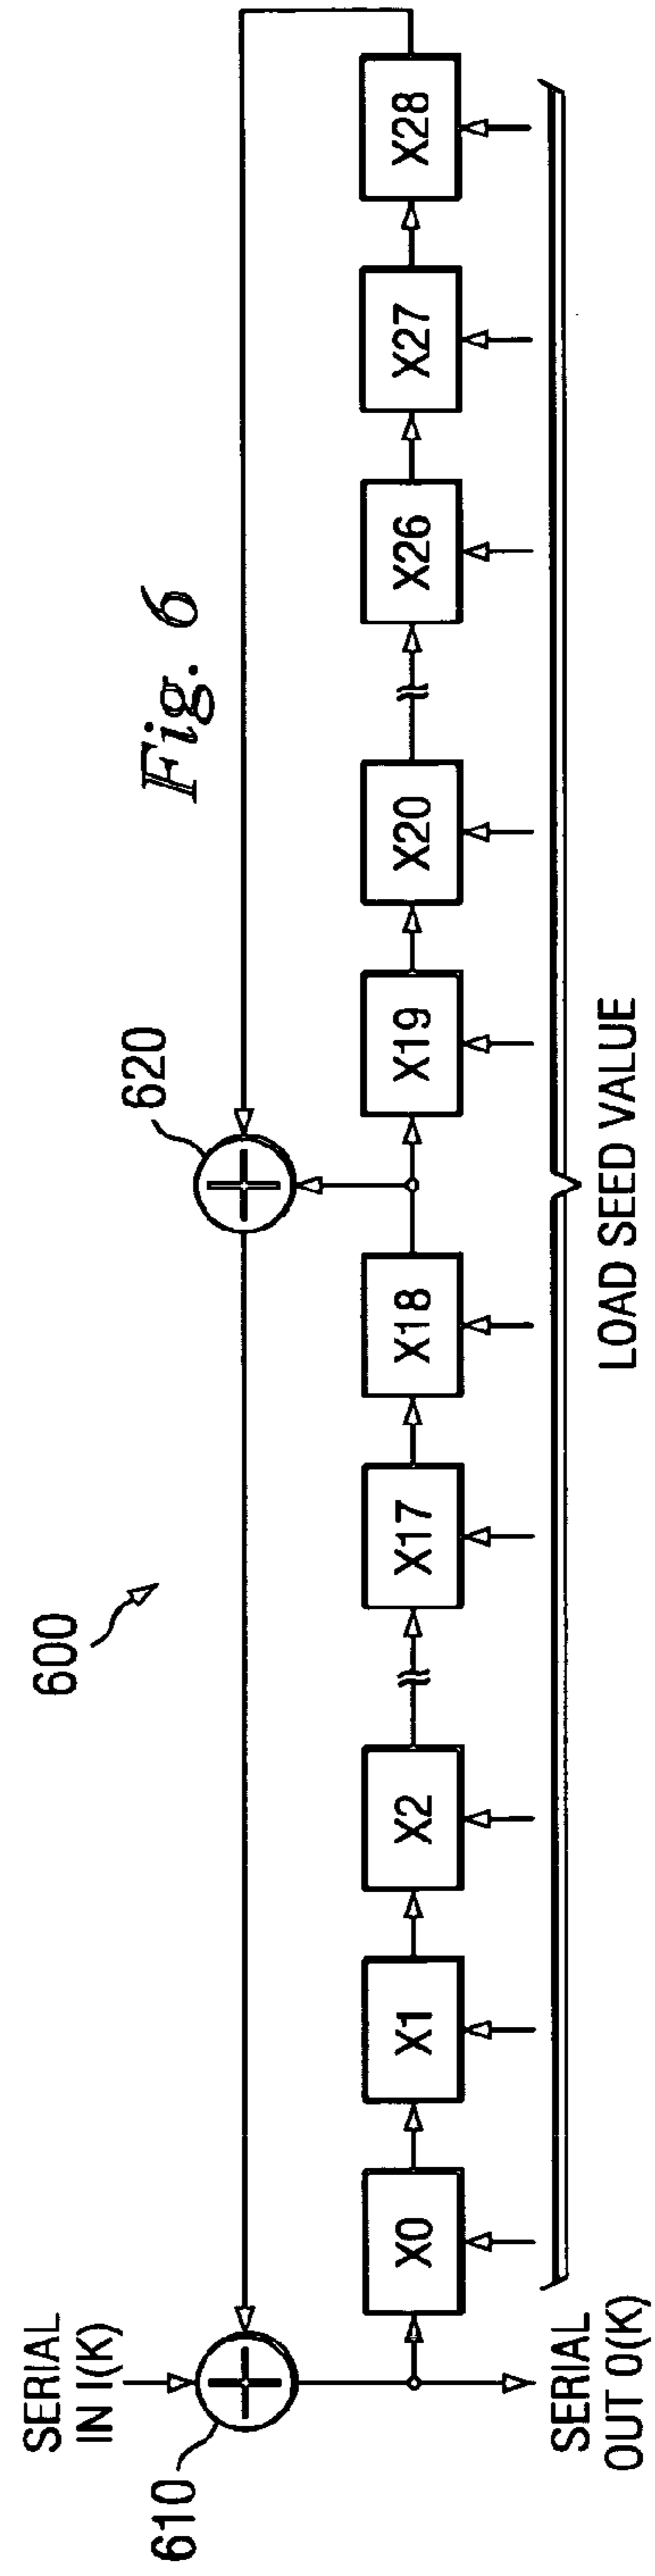 Fig. 6
600
SERIAL
IN I(K)
610
620
X0
X1
X2
X17
X18
X19
X20
X26
X27
X28
SERIAL
OUT 0(K)
LOAD SEED VALUE